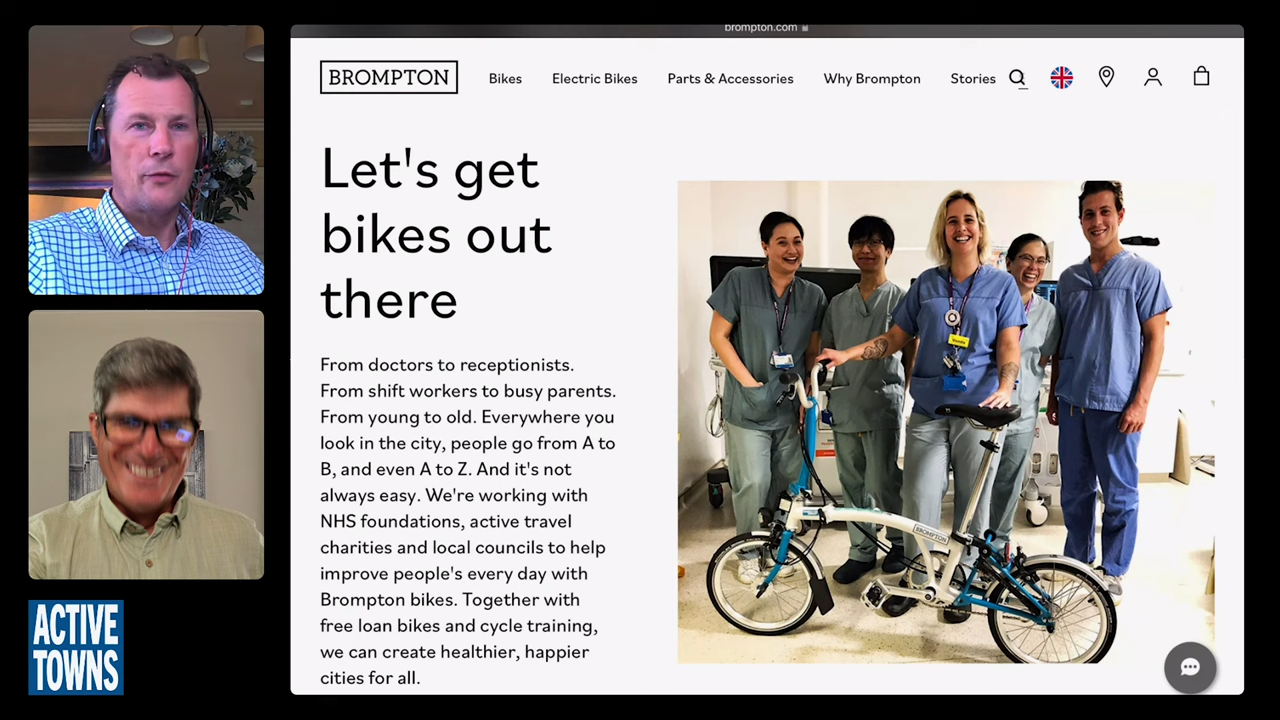 brompton.com
BROMPTON
Bikes
Electric Bikes
Parts & Accessories
Why Brompton
Stories
Let's get
bikes out
there
From doctors to receptionists.
From shift workers to busy parents.
From young to old. Everywhere you
look in the city, people go from A to
B, and even A to Z. And it's not
always easy. We're working with
NHS foundations, active travel
charities and local councils to help
improve people's every day with
Brompton bikes. Together with
free loan bikes and cycle training,
we can create healthier, happier
cities for all.
BROMPTON
ACTIVE
TOWNS